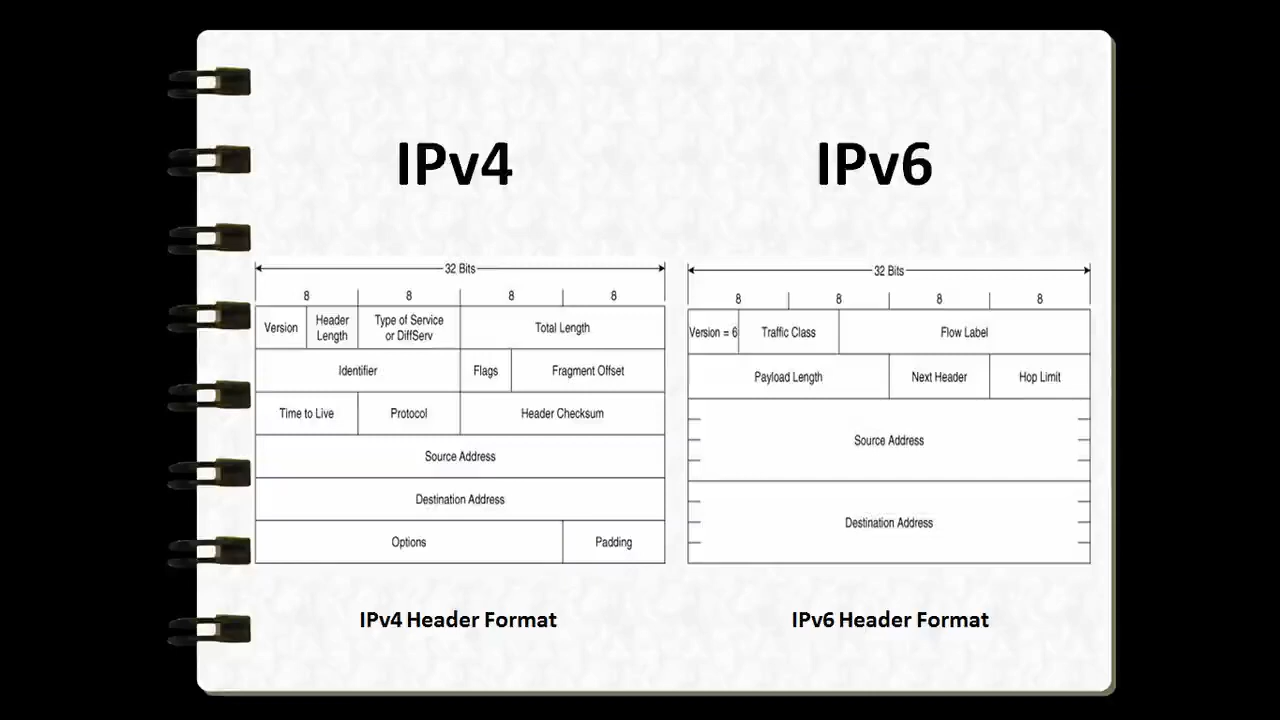 IPv4
IPv6
32 Bits
8 8 8 8
Version
Header
Length
Type of Service
or DiffServ
Total Length
Identifier
Flags
Fragment Offset
Time to Live
Protocol
Header Checksum
Source Address
Destination Address
Options
Padding
IPv4 Header Format
32 Bits
8 8 8 8
Version = 6
Traffic Class
Flow Label
Payload Length
Next Header
Hop Limit
Source Address
Destination Address
IPv6 Header Format